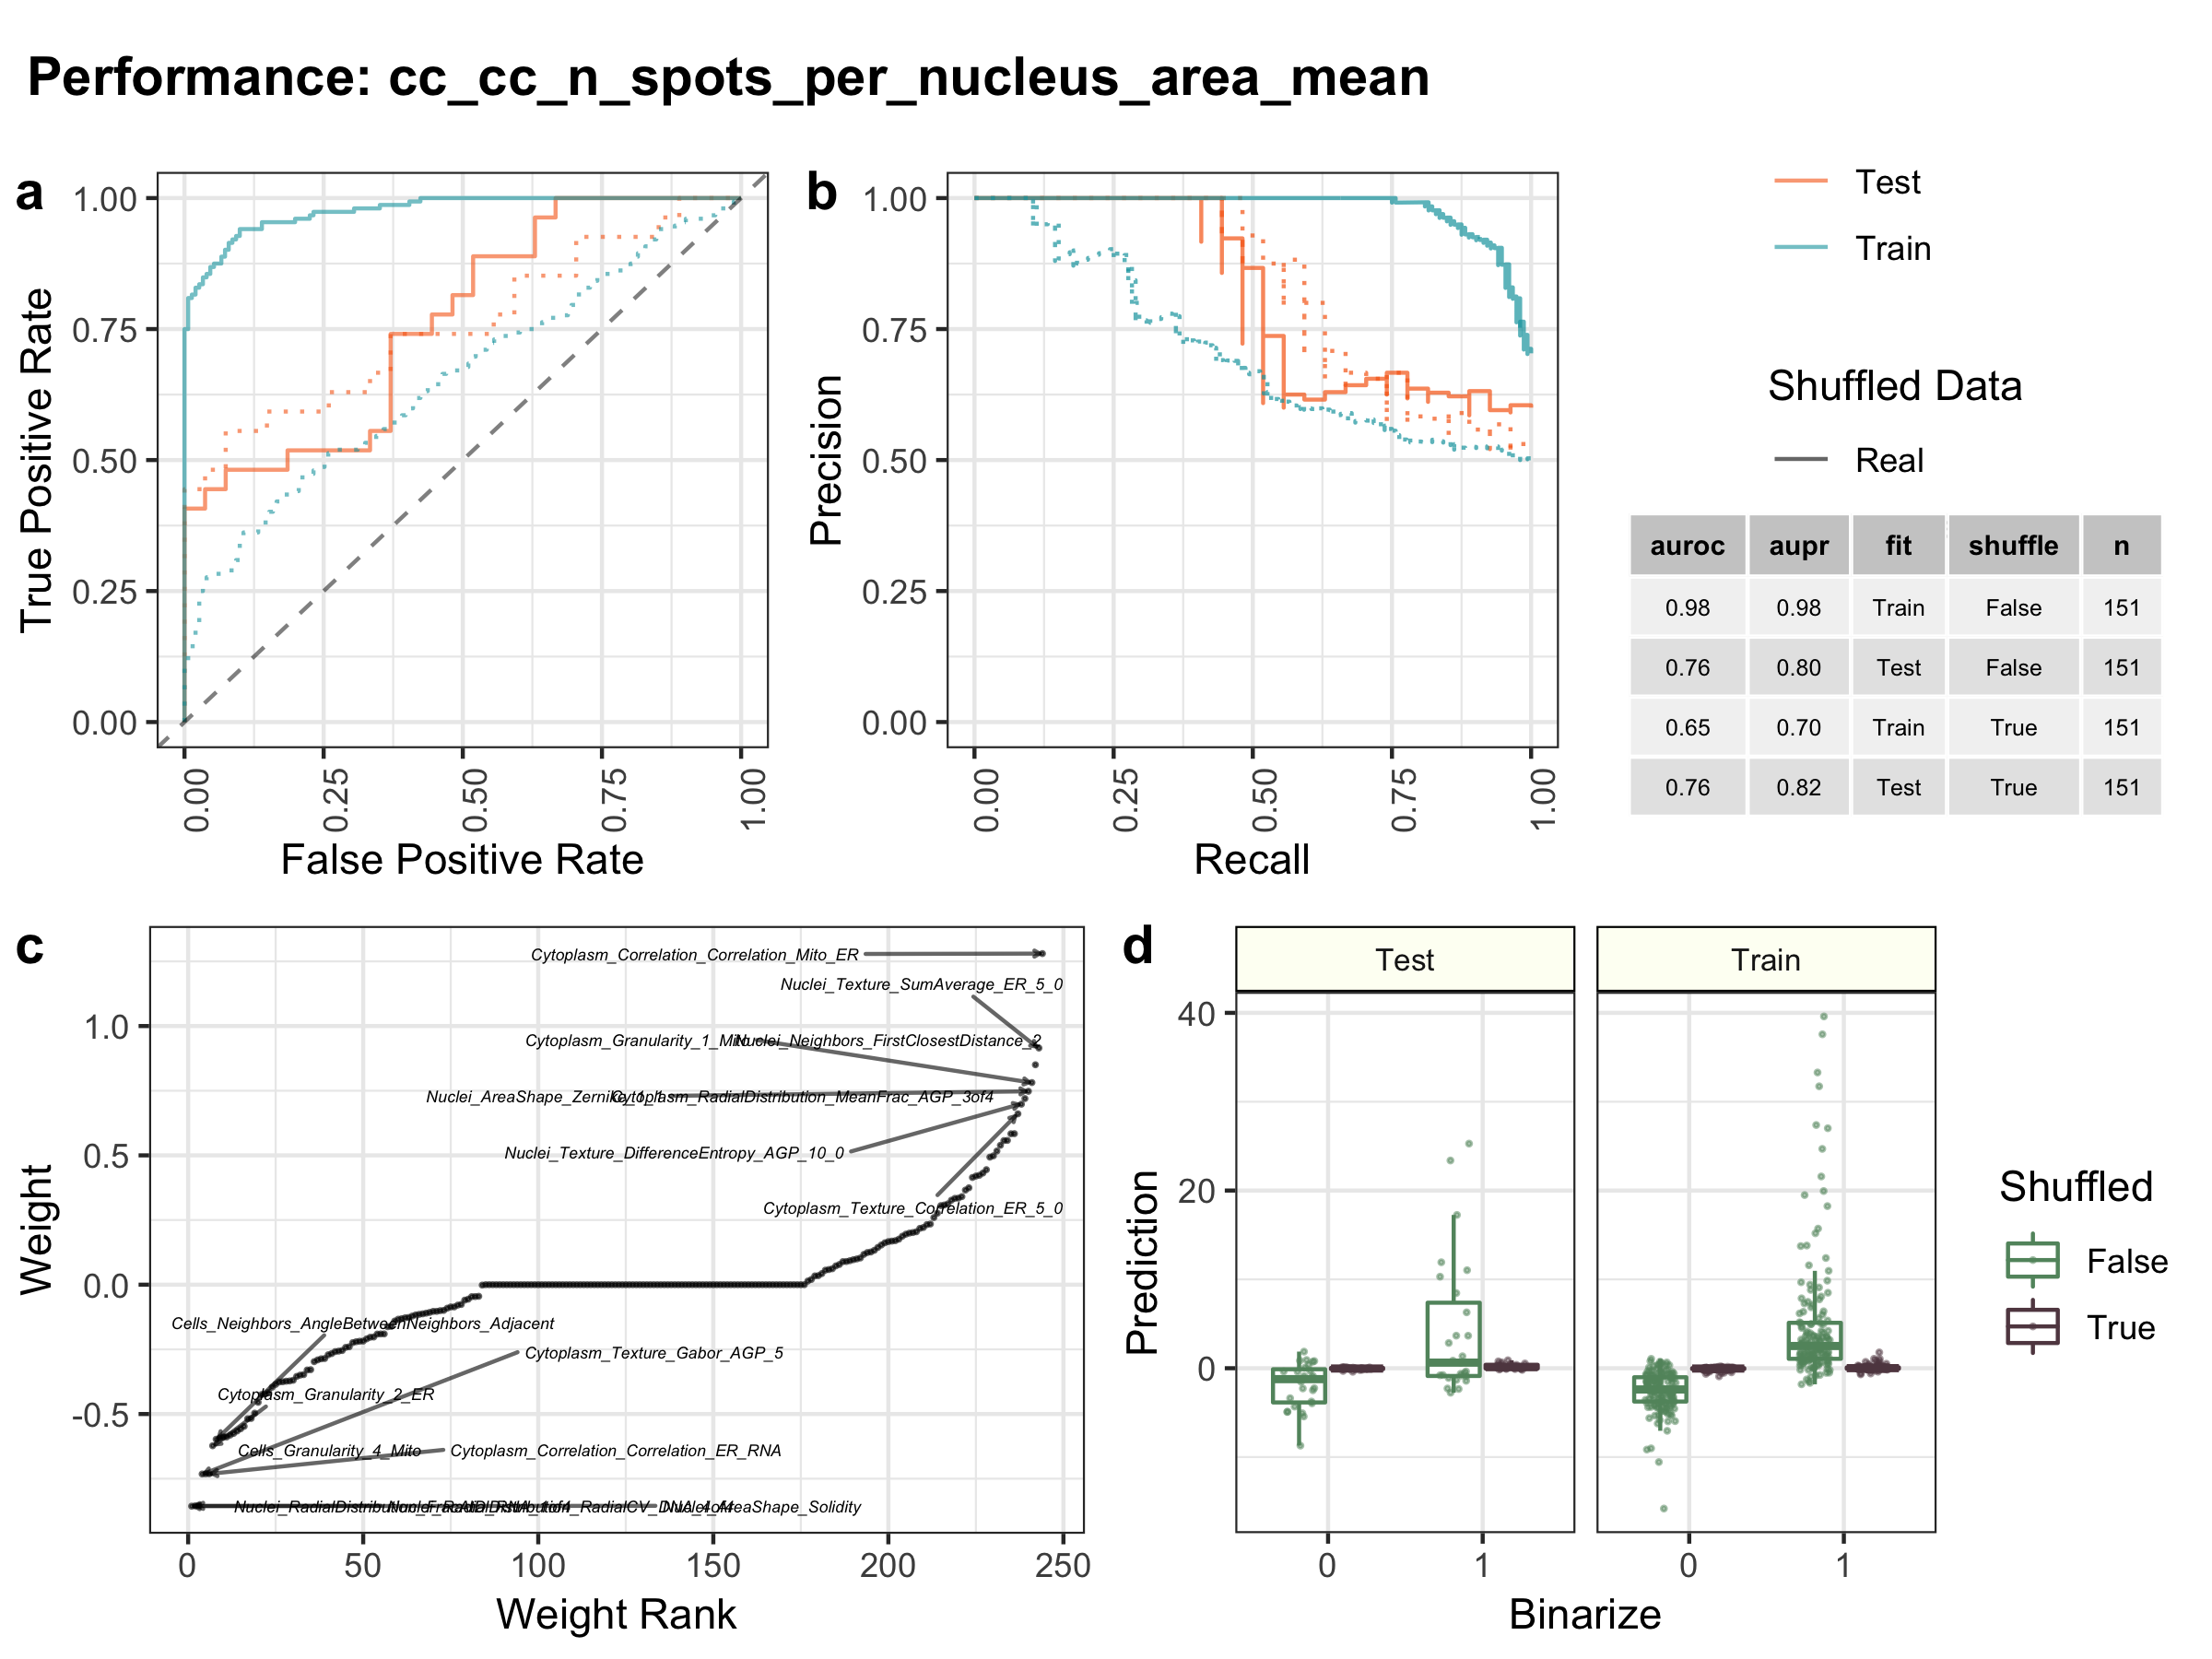 Performance: cc_cc_n_spots_per_nucleus_area_mean
a
1.00
0.75
0.50
0.25
0.00
True Positive Rate
0.00
0.25
0.50
0.75
1.00
False Positive Rate
b
1.00
0.75
0.50
0.25
0.00
Precision
0.00
0.25
0.50
0.75
1.00
Recall
Test
Train
Shuffled Data
Real
auroc aupr fit shuffle n
0.98 0.98 Train False 151
0.76 0.80 Test False 151
0.65 0.70 Train True 151
0.76 0.82 Test True 151
c
Cytoplasm_Correlation_Correlation_Mito_ER
Nuclei_Texture_SumAverage_ER_5_0
Cytoplasm_Granularity_1_Mito
Nuclei_Neighbors_FirstClosestDistance_2
Nuclei_AreaShape_Zernike_1_1
Cytoplasm_RadialDistribution_MeanFrac_AGP_3of4
Nuclei_Texture_DifferenceEntropy_AGP_10_0
Cytoplasm_Texture_Correlation_ER_5_0
Cells_Neighbors_AngleBetweenNeighbors_Adjacent
Cytoplasm_Texture_Gabor_AGP_5
Cytoplasm_Granularity_2_ER
Cells_Granularity_4_Mito
Cytoplasm_Correlation_Correlation_ER_RNA
Nuclei_AreaShape_Solidity
1.0
0.5
0.0
-0.5
Weight
0
50
100
150
200
250
Weight Rank
d
Test
Train
40
20
0
Prediction
0
1
0
1
Binarize
Shuffled
False
True